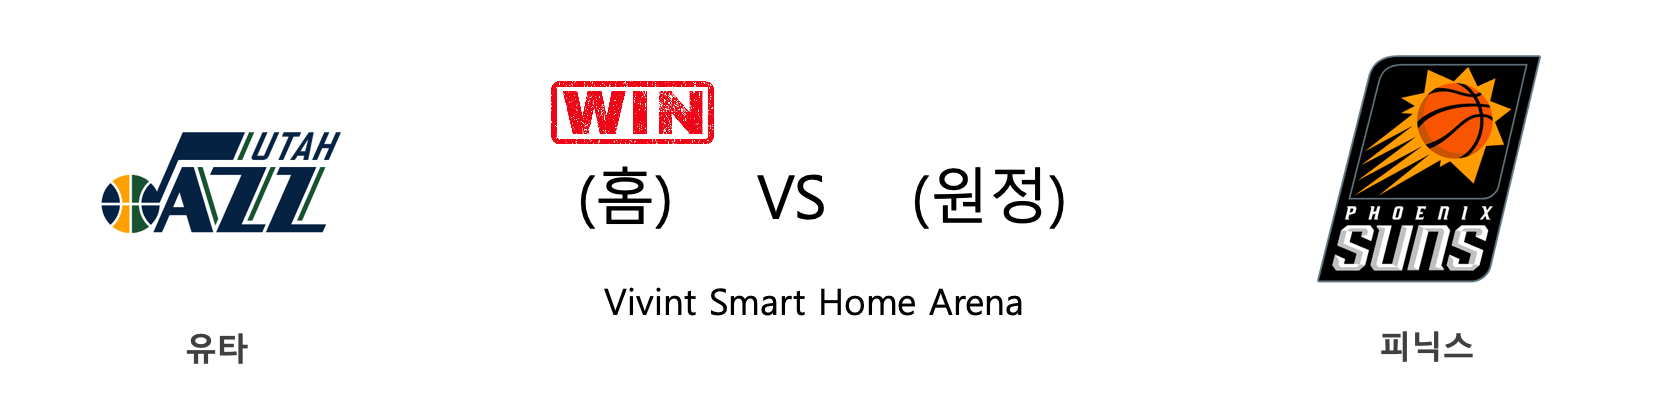 WIN
UTAH
JAZZ
(홈) VS (원정)
PHOENIX
SUNS
Vivint Smart Home Arena
유타
피닉스